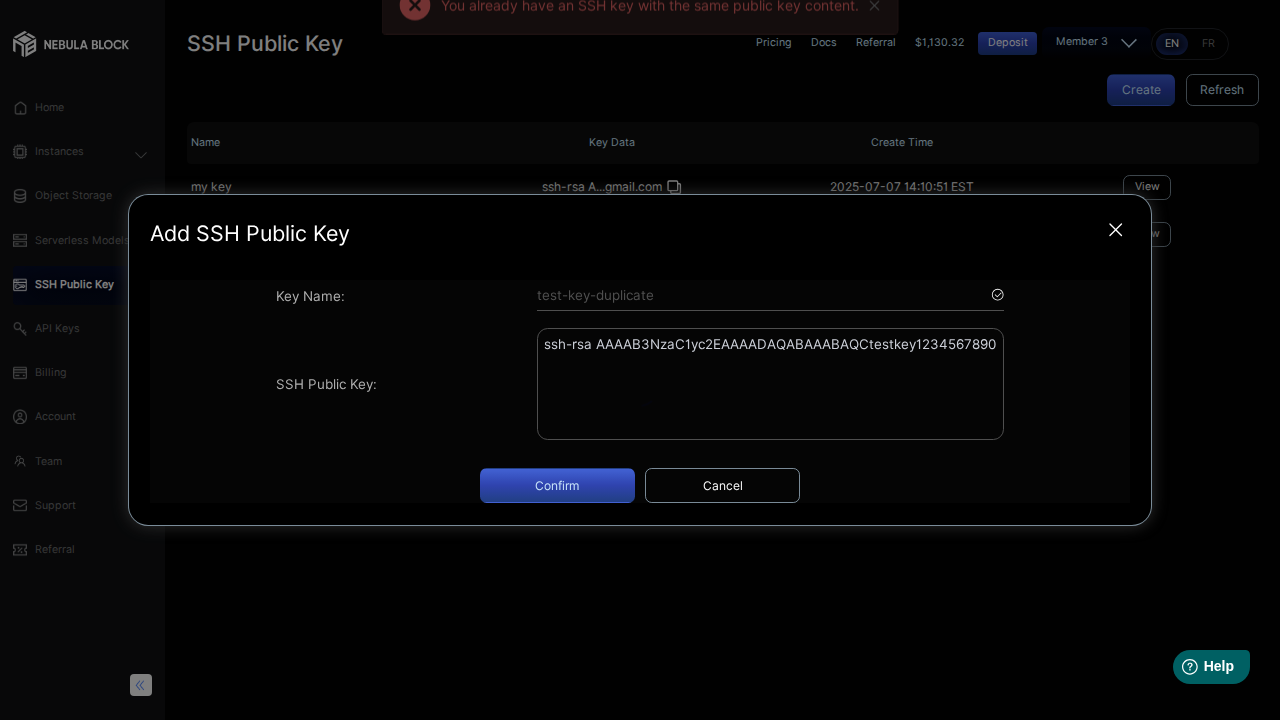 You already have an SSH key with the same public key content.
NEBULA BLOCK
SSH Public Key
Pricing
Docs
Referral
$1,130.32
Deposit
Member 3
EN
FR
Create
Refresh
Home
Instances
Object Storage
Serverless Models
SSH Public Key
API Keys
Billing
Account
Team
Support
Referral
Name
Key Data
Create Time
my key
ssh-rsa A...gmail.com
2025-07-07 14:10:51 EST
View
Add SSH Public Key
Key Name:
test-key-duplicate
SSH Public Key:
ssh-rsa AAAAB3NzaC1yc2EAAAADAQABAAABAQCtestkey1234567890
Confirm
Cancel
Help